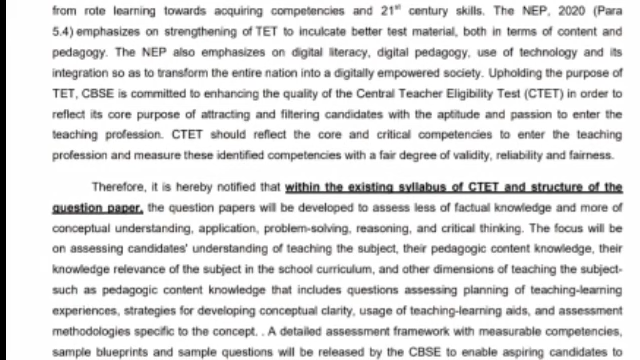 from rote learning towards acquiring competencies and 21st century skills. The NEP, 2020 (Para
5.4) emphasizes on strengthening of TET to inculcate better test material, both in terms of content and
pedagogy. The NEP also emphasizes on digital literacy, digital pedagogy, use of technology and its
integration so as to transform the entire nation into a digitally empowered society. Upholding the purpose of
TET, CBSE is committed to enhancing the quality of the Central Teacher Eligibility Test (CTET) in order to
reflect its core purpose of attracting and filtering candidates with the aptitude and passion to enter the
teaching profession. CTET should reflect the core and critical competencies to enter the teaching
profession and measure these identified competencies with a fair degree of validity, reliability and fairness.
Therefore, it is hereby notified that within the existing syllabus of CTET and structure of the
question paper, the question papers will be developed to assess less of factual knowledge and more of
conceptual understanding, application, problem-solving, reasoning, and critical thinking. The focus will be
on assessing candidates' understanding of teaching the subject, their pedagogic content knowledge, their
knowledge relevance of the subject in the school curriculum, and other dimensions of teaching the subject-
such as pedagogic content knowledge that includes questions assessing planning of teaching-learning
experiences, strategies for developing conceptual clarity, usage of teaching-learning aids, and assessment
methodologies specific to the concept. . A detailed assessment framework with measurable competencies,
sample blueprints and sample questions will be released by the CBSE to enable aspiring candidates to